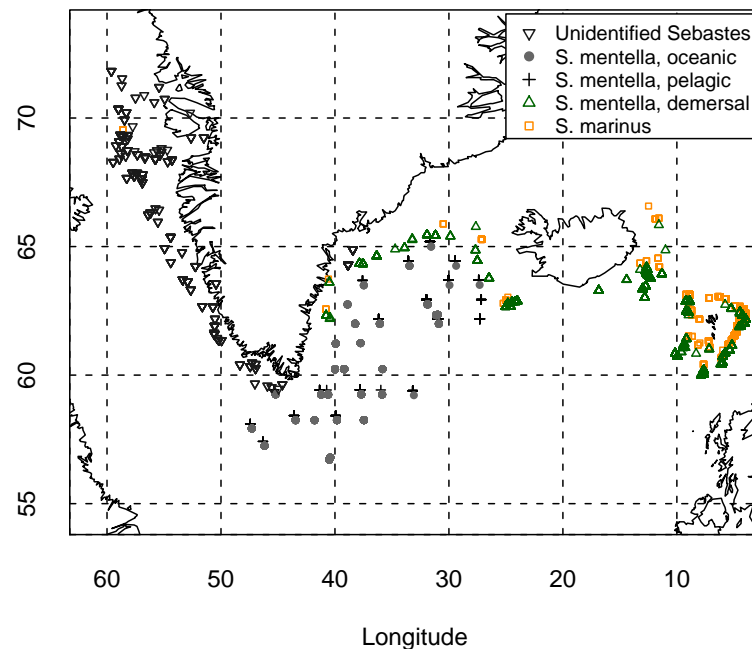 Unidentified Sebastes
S. mentella, oceanic
S. mentella, pelagic
S. mentella, demersal
S. marinus
70
65
60
55
60 50 40 30 20 10
Longitude